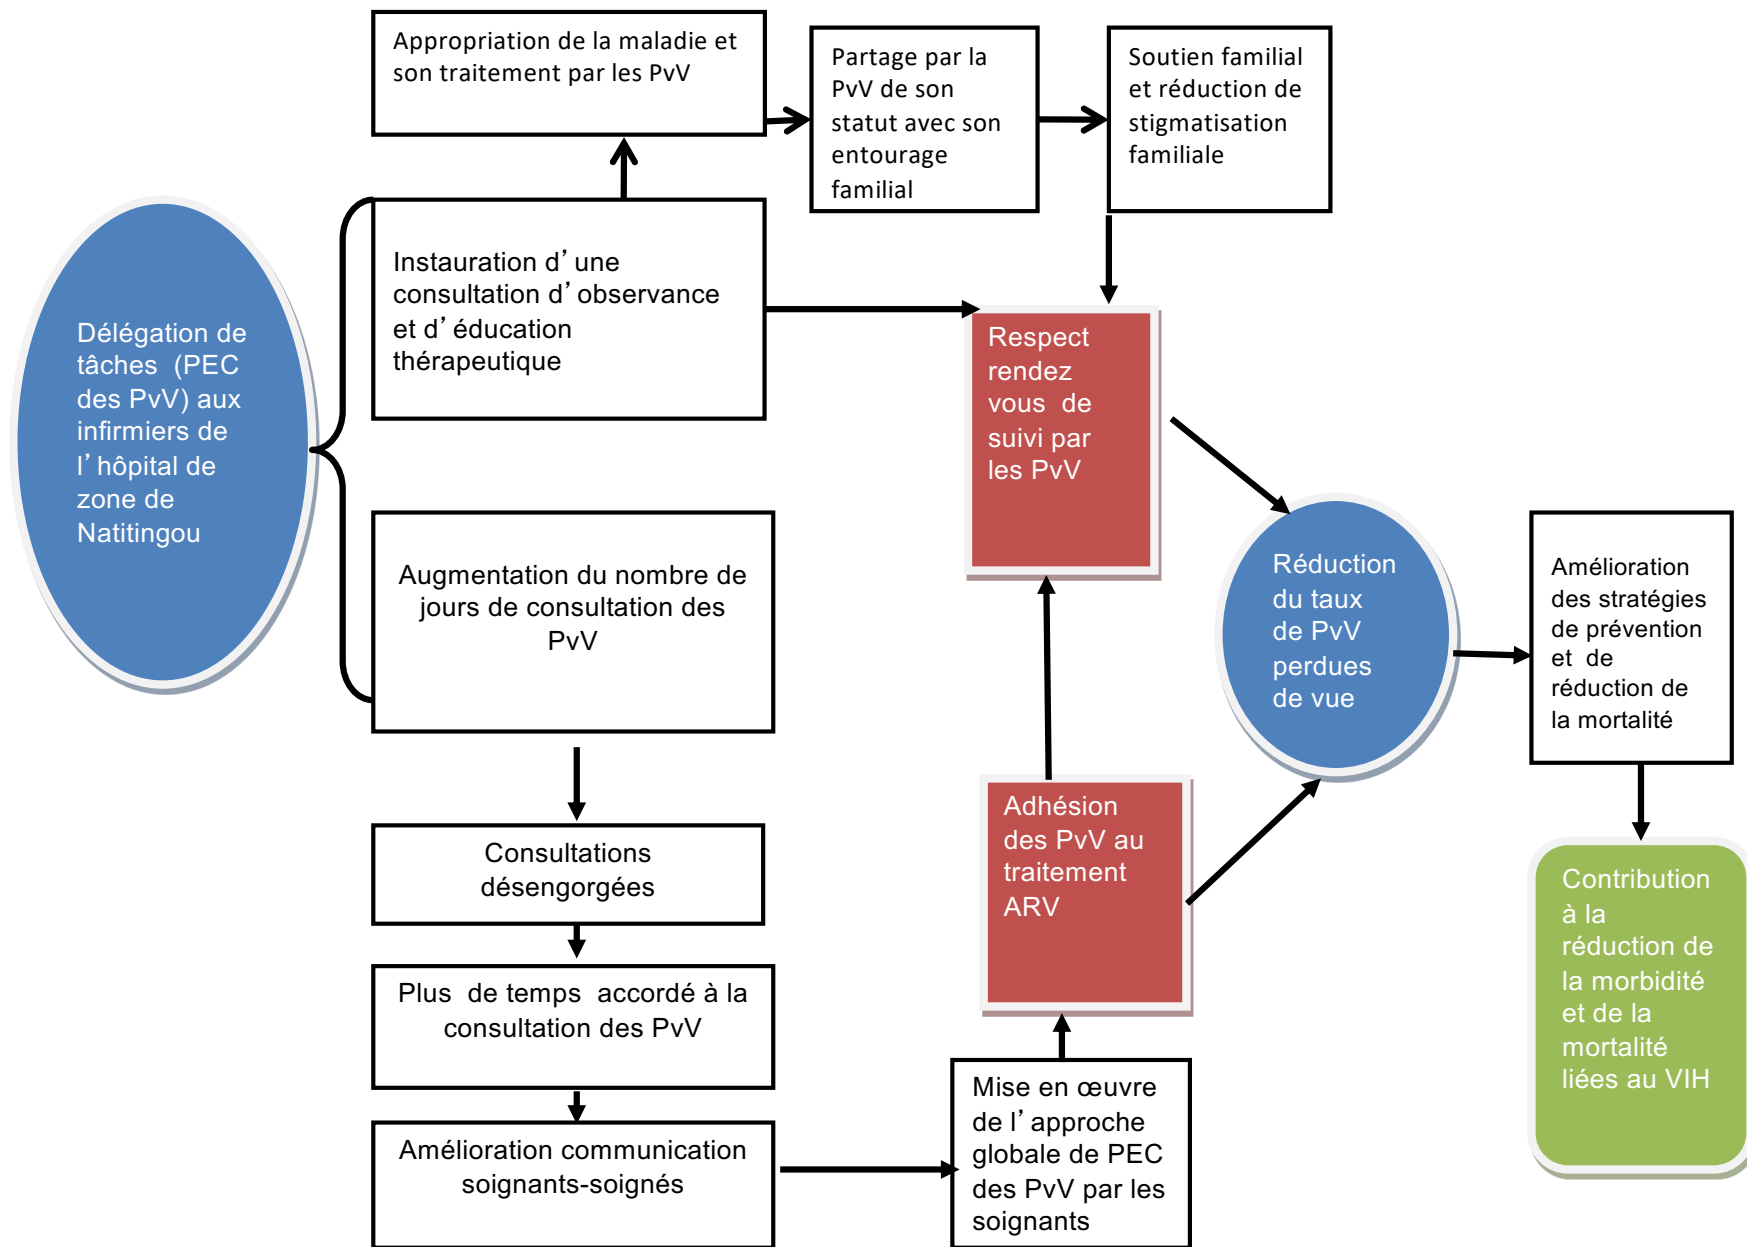 Appropriation de la maladie et
son traitement par les PvV
Partage par la
PvV de son
statut avec son
entourage
familial
Soutien familial
et réduction de
stigmatisation
familiale
Délégation de
tâches (PEC
des PvV) aux
infirmiers de
l’hôpital de
zone de
Natitingou
Instauration d’une
consultation d’observance
et d’éducation
thérapeutique
Respect
rendez
vous de
suivi par
les PvV
Augmentation du nombre de
jours de consultation des
PvV
Réduction
du taux
de PvV
perdues
de vue
Amélioration
des stratégies
de prévention
et de
réduction de
la mortalité
Consultations
désengorgées
Adhésion
des PvV au
traitement
ARV
Contribution
à la
réduction de
la morbidité
et de la
mortalité
liées au VIH
Plus de temps accordé à la
consultation des PvV
Amélioration communication
soignants-soignés
Mise en œuvre
de l’approche
globale de PEC
des PvV par les
soignants